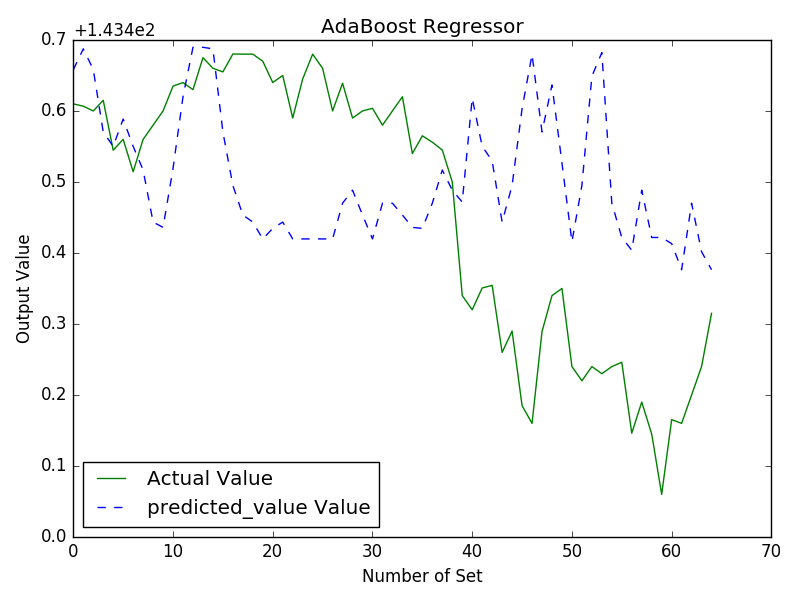 AdaBoost Regressor
+1.434e2
0.7
0.6
0.5
0.4
0.3
0.2
0.1
0.0
Output Value
Actual Value
predicted_value Value
0 10 20 30 40 50 60 70
Number of Set